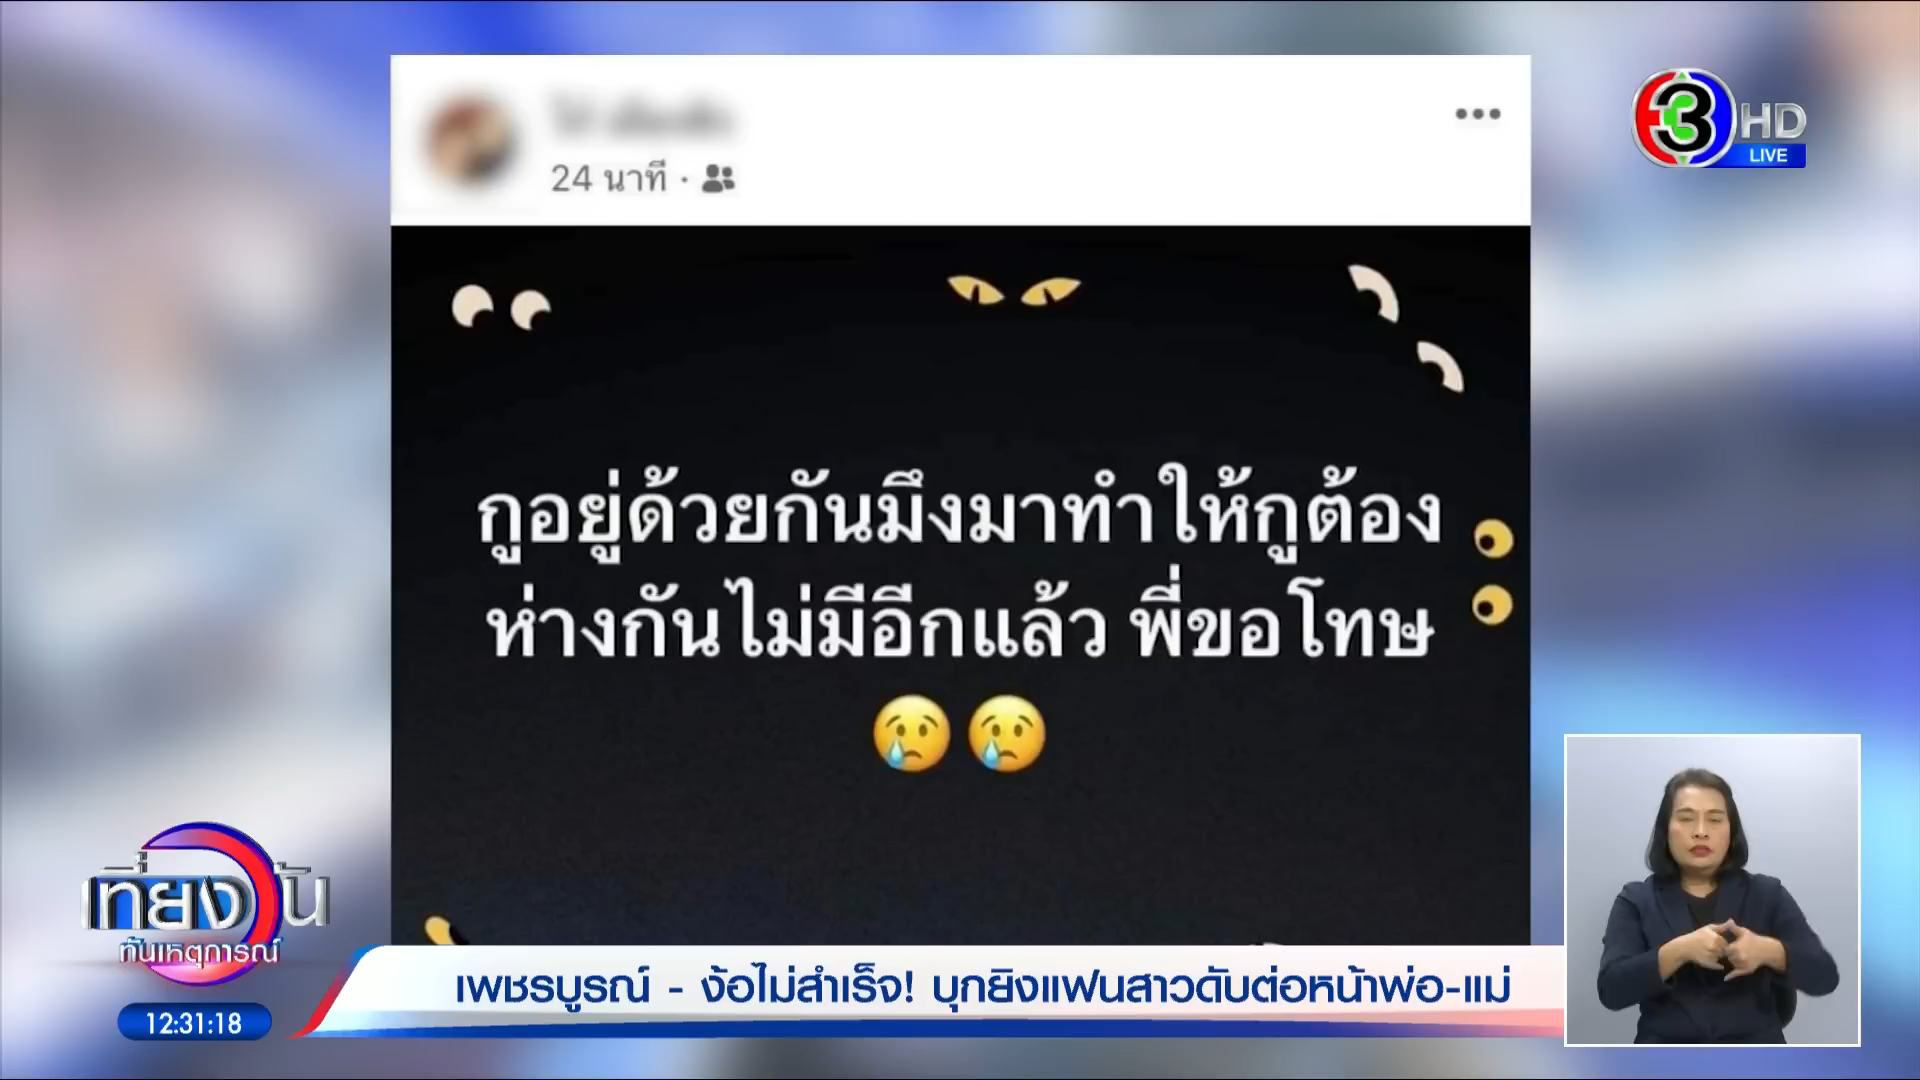 3 HD
LIVE
24 นาที
กูอยู่ด้วยกันมึงมาทำให้กูต้อง
ห่างกันไม่มีอีกแล้ว พี่ขอโทษ
เที่ยงวัน
ทันเหตุการณ์
เพชรบูรณ์ - ง้อไม่สำเร็จ! บุกยิงแฟนสาวดับต่อหน้าพ่อ-แม่
12:31:18